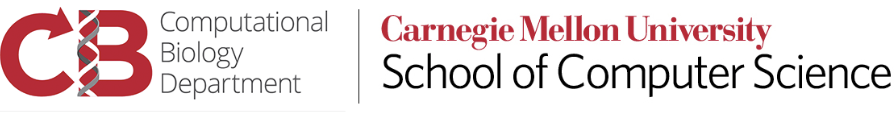 CB
Computational
Biology
Department
Carnegie Mellon University
School of Computer Science